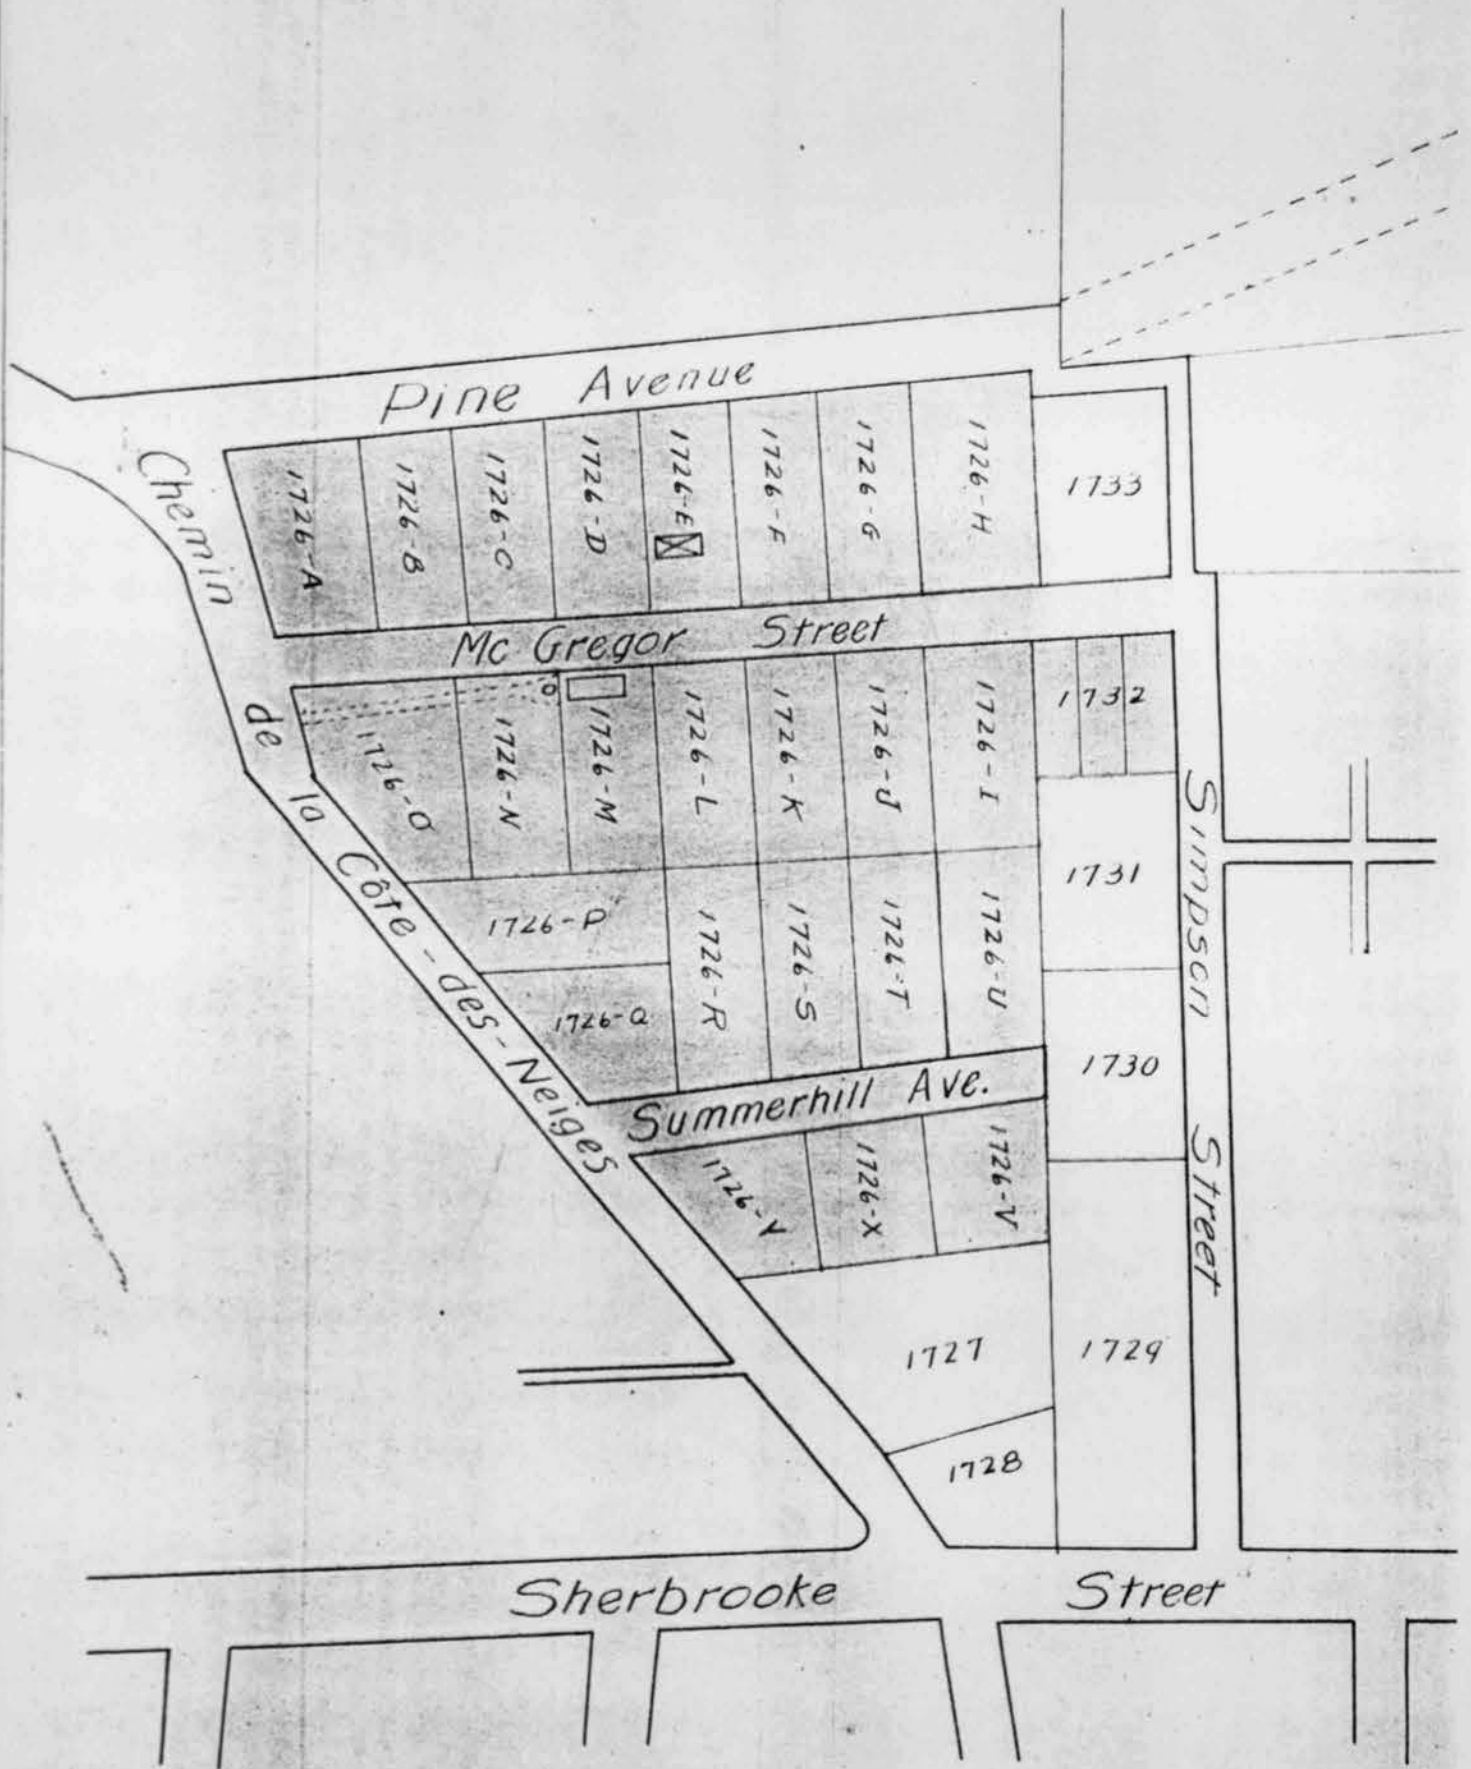 Pine Avenue
Chemin de la Côte-des-Neiges
1726-A
1726-B
1726-C
1726-D
1726-E
1726-F
1726-G
1726-H
1733
Mc Gregor Street
1726-O
1726-N
1726-M
1726-L
1726-K
1726-J
1726-I
1732
1731
Simpson Street
1726-P
1726-Q
1726-R
1726-S
1726-T
1726-U
1730
Summerhill Ave.
1726-Y
1726-X
1726-V
1727
1729
1728
Sherbrooke Street